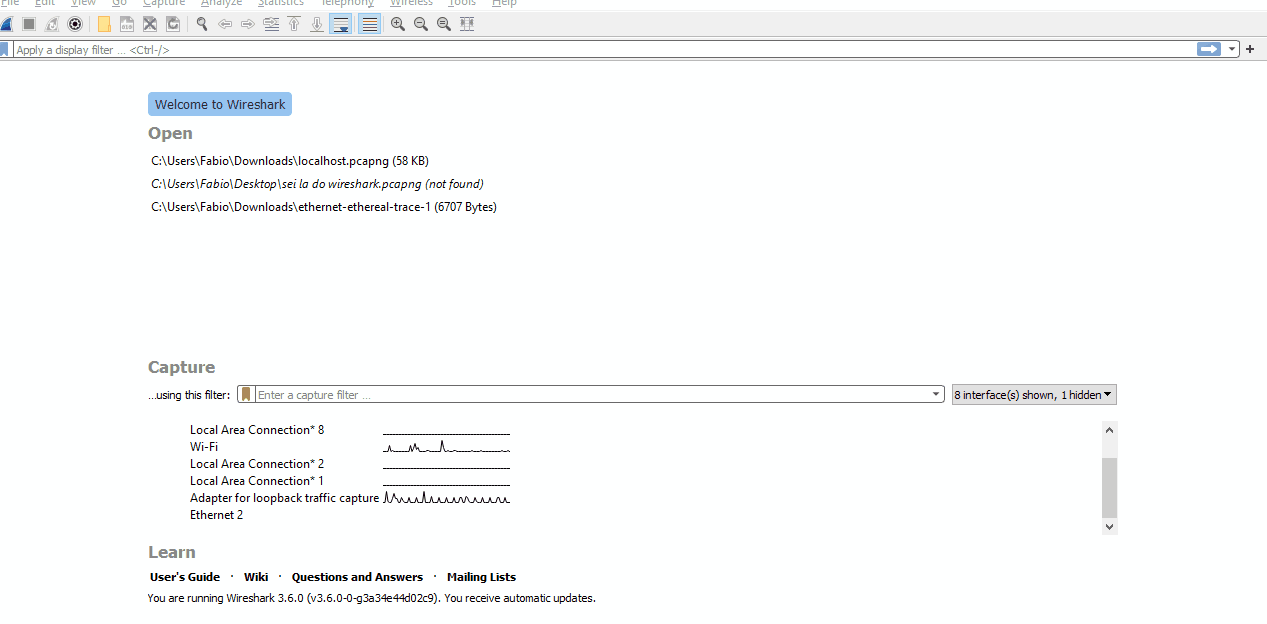 File Edit View Go Capture Analyze Statistics Telephony Wireless Tools Help
Apply a display filter ... <Ctrl-/>
Welcome to Wireshark
Open
C:\Users\Fabio\Downloads\localhost.pcapng (58 KB)
C:\Users\Fabio\Desktop\sei la do wireshark.pcapng (not found)
C:\Users\Fabio\Downloads\ethernet-ethereal-trace-1 (6707 Bytes)
Capture
...using this filter: Enter a capture filter ... 8 interface(s) shown, 1 hidden
Local Area Connection* 8
Wi-Fi
Local Area Connection* 2
Local Area Connection* 1
Adapter for loopback traffic capture
Ethernet 2
Learn
User's Guide · Wiki · Questions and Answers · Mailing Lists
You are running Wireshark 3.6.0 (v3.6.0-0-g3a34e44d02c9). You receive automatic updates.